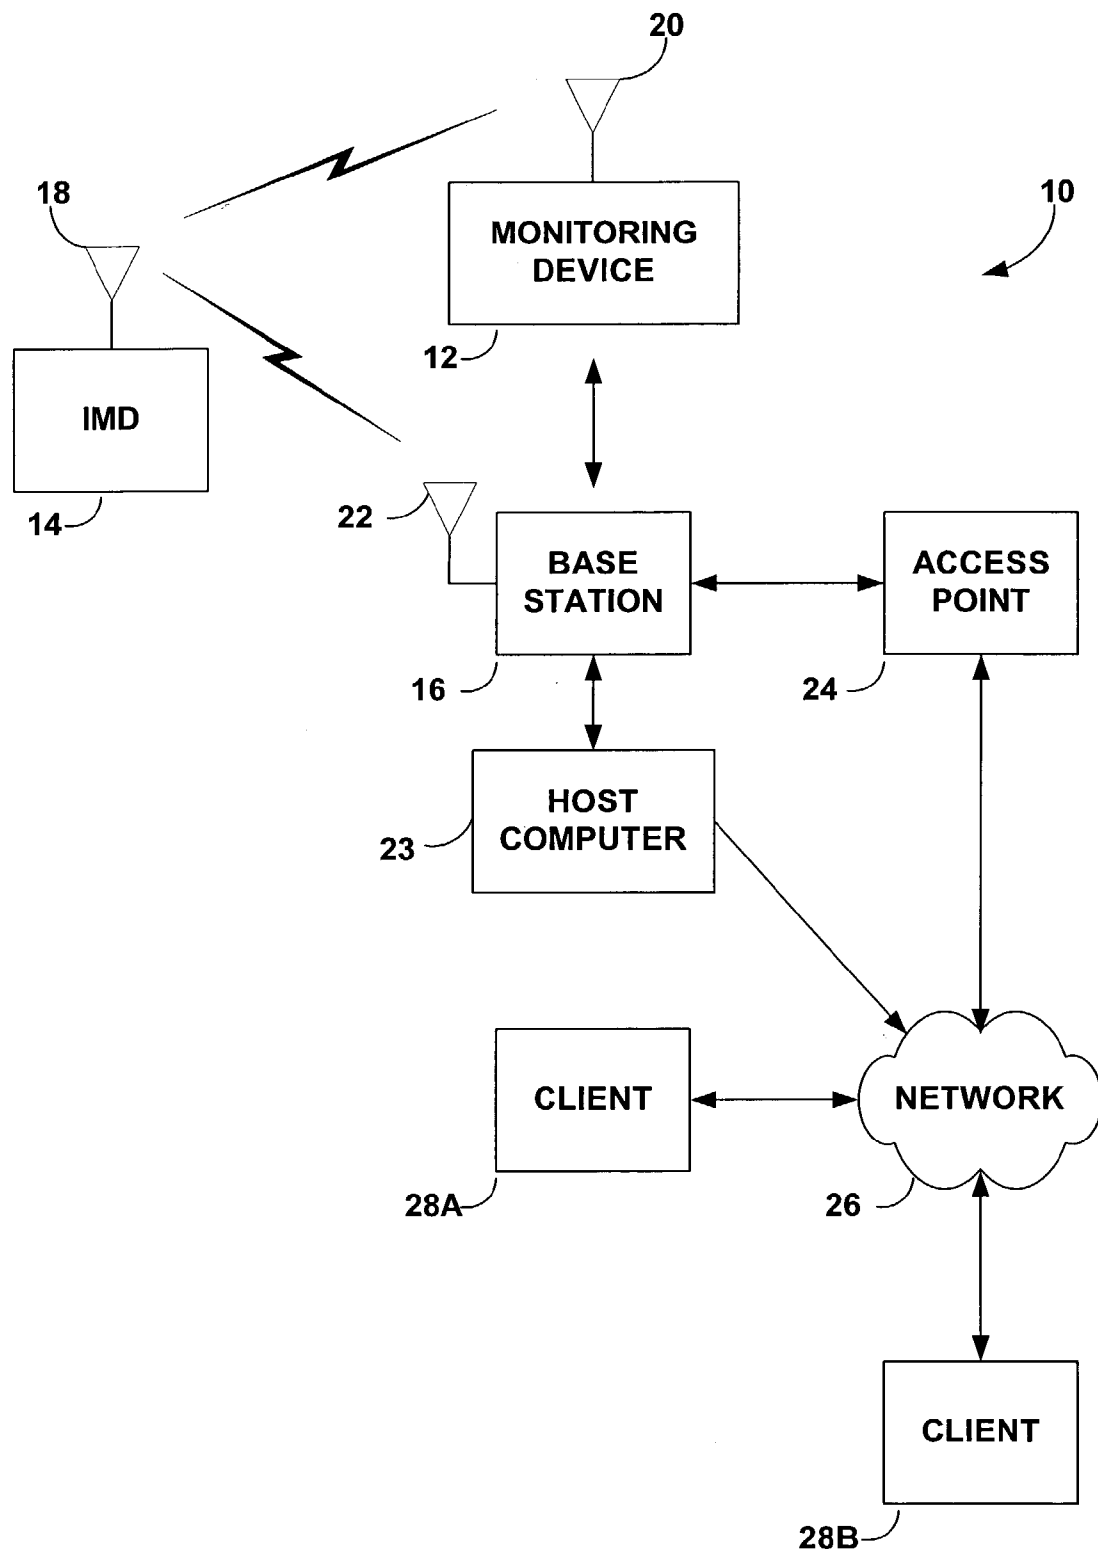 20
18
10
MONITORING
DEVICE
12
IMD
14
22
BASE
STATION
ACCESS
POINT
16
24
HOST
COMPUTER
23
CLIENT
NETWORK
28A
26
CLIENT
28B